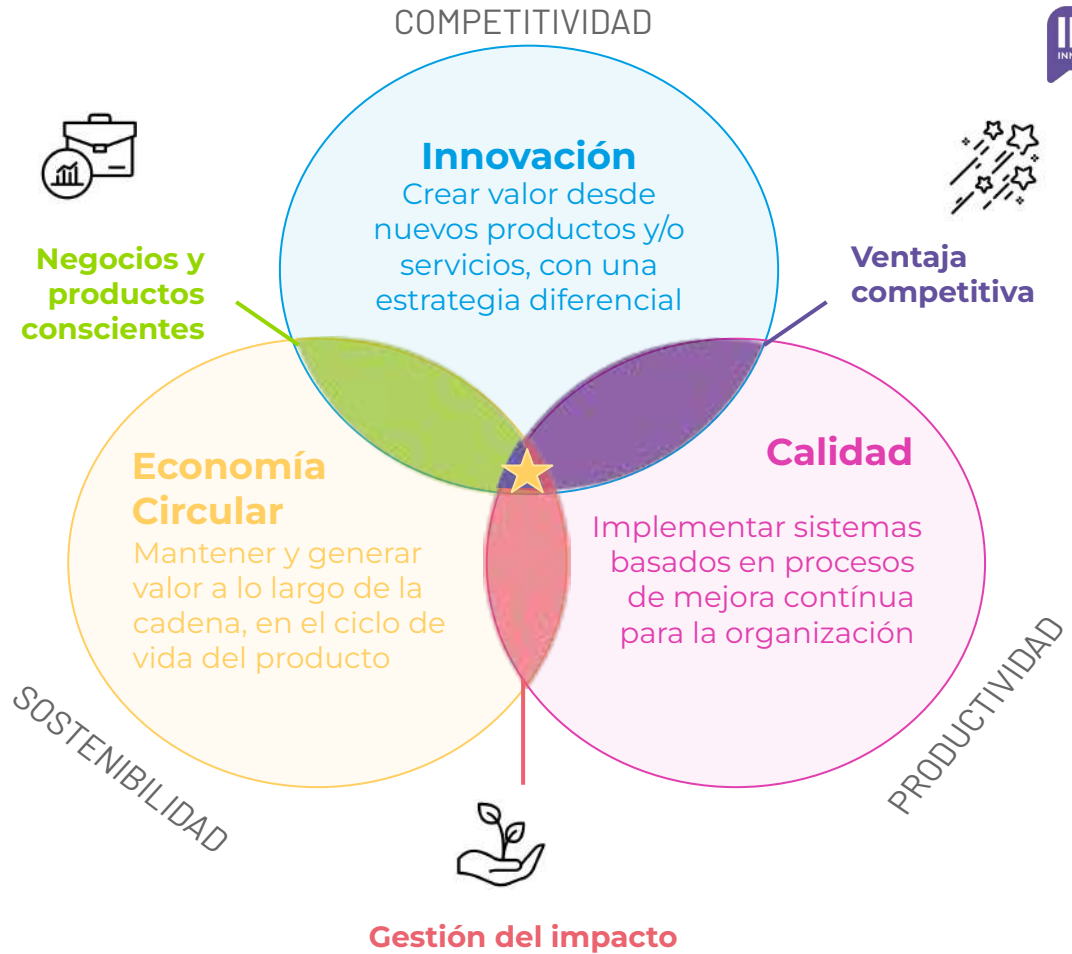 COMPETITIVIDAD
Innovación
Crear valor desde
nuevos productos y/o
servicios, con una
estrategia diferencial
Negocios y
productos
conscientes
Ventaja
competitiva
Economía
Circular
Mantener y generar
valor a lo largo de la
cadena, en el ciclo de
vida del producto
Calidad
Implementar sistemas
basados en procesos
de mejora contínua
para la organización
SOSTENIBILIDAD
PRODUCTIVIDAD
Gestión del impacto